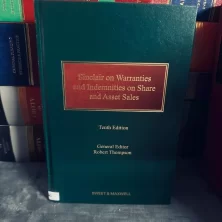 Sinclair on Warranties
and Indemnities on Share
and Asset Sales
Tenth Edition
General Editor
Robert Thompson
SWEET & MAXWELL